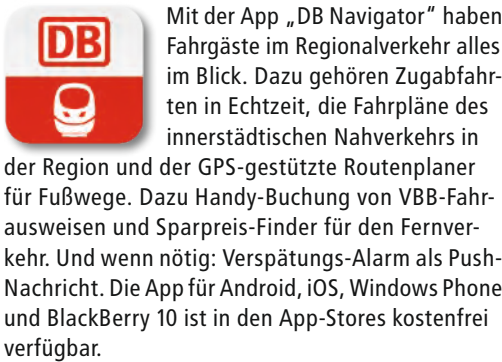 DB
Mit der App „DB Navigator“ haben
Fahrgäste im Regionalverkehr alles
im Blick. Dazu gehören Zugabfahr-
ten in Echtzeit, die Fahrpläne des
innerstädtischen Nahverkehrs in
der Region und der GPS-gestützte Routenplaner
für Fußwege. Dazu Handy-Buchung von VBB-Fahr-
ausweisen und Sparpreis-Finder für den Fernver-
kehr. Und wenn nötig: Verspätungs-Alarm als Push-
Nachricht. Die App für Android, iOS, Windows Phone
und BlackBerry 10 ist in den App-Stores kostenfrei
verfügbar.